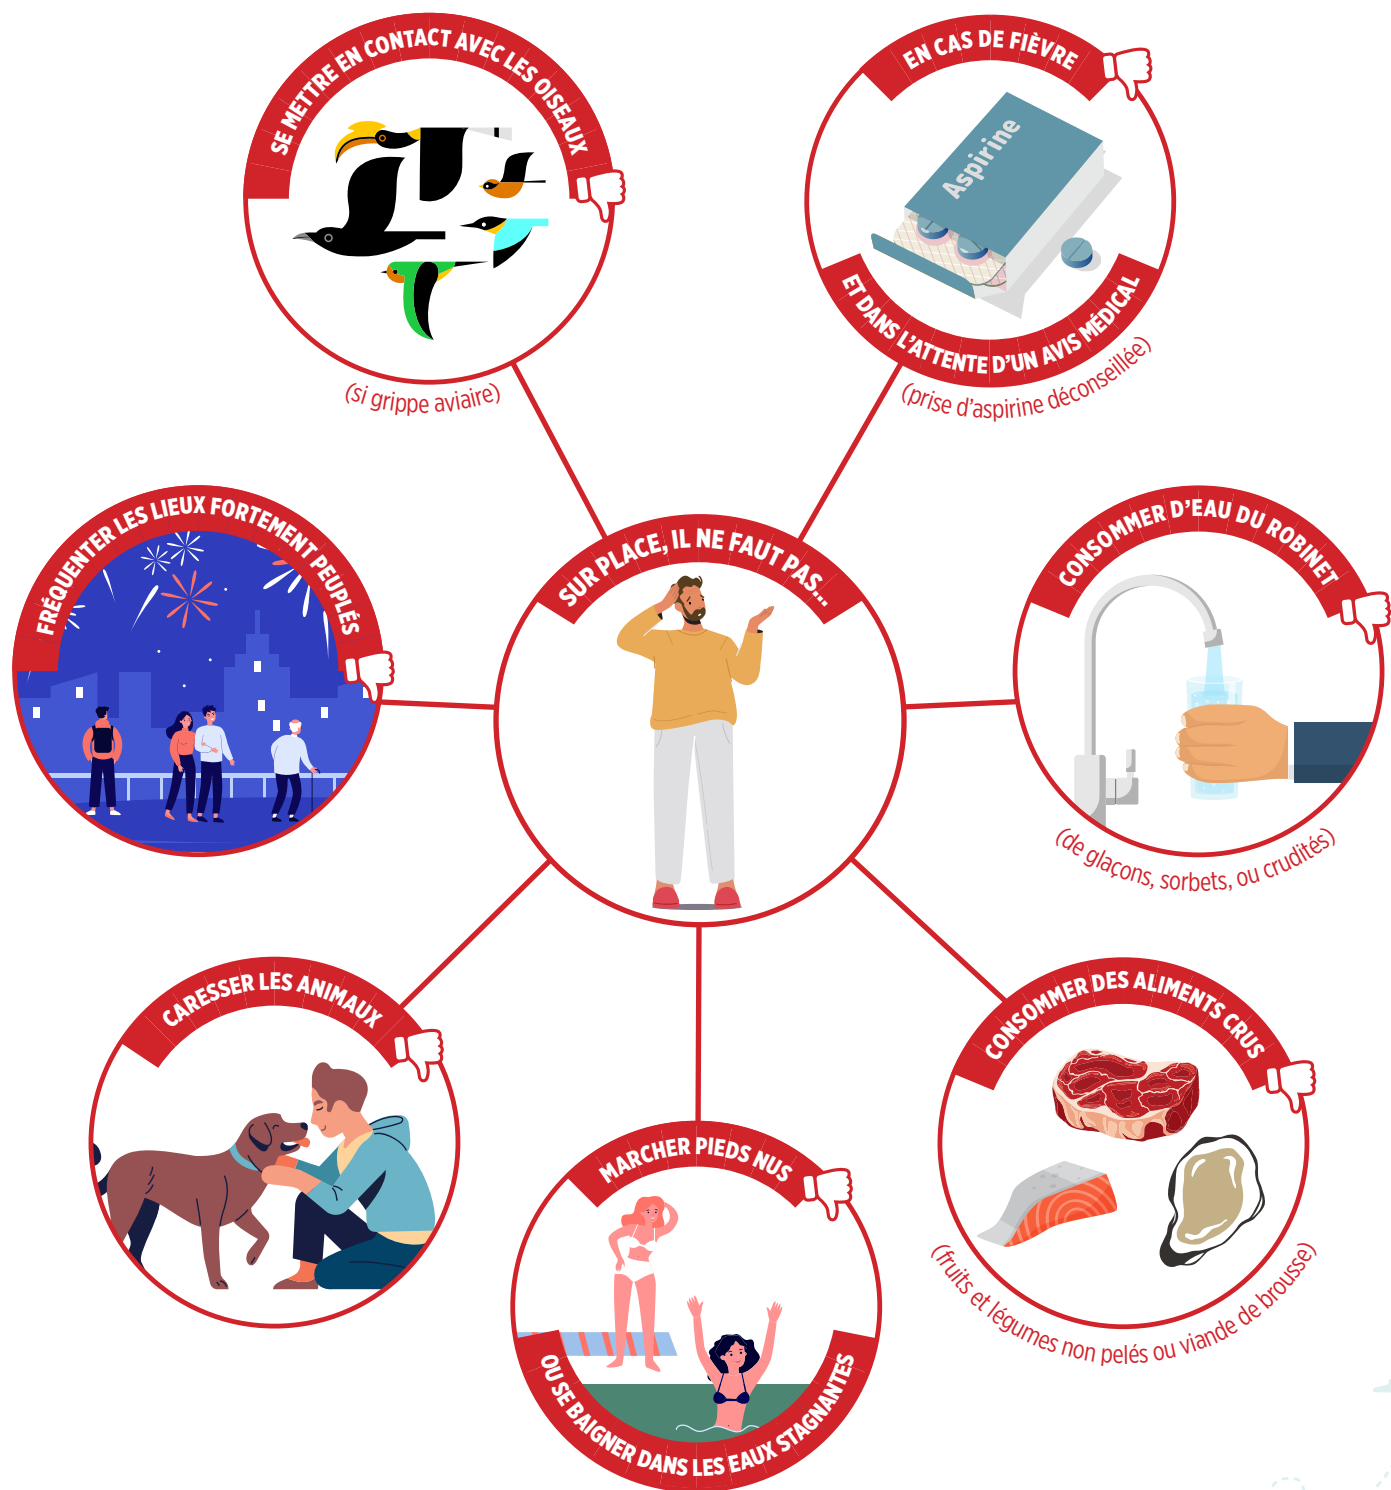 SE METTRE EN CONTACT AVEC LES OISEAUX
(si grippe aviaire)
EN CAS DE FIÈVRE
Aspirine
ET DANS L'ATTENTE D'UN AVIS MÉDICAL
(prise d'aspirine déconseillée)
FRÉQUENTER LES LIEUX FORTEMENT PEUPLÉS
SUR PLACE, IL NE FAUT PAS...
CONSOMMER D'EAU DU ROBINET
(de glaçons, sorbets, ou crudités)
CARESSER LES ANIMAUX
MARCHER PIEDS NUS
OU SE BAIGNER DANS LES EAUX STAGNANTES
CONSOMMER DES ALIMENTS CRUS
(fruits et légumes non pelés ou viande de brousse)